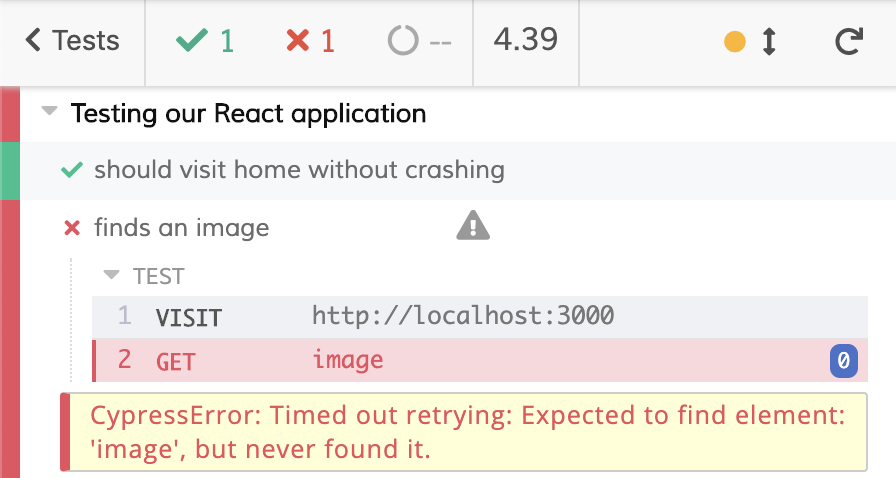 Tests 1 1 -- 4.39
Testing our React application
should visit home without crashing
finds an image
TEST
1 VISIT http://localhost:3000
2 GET image 0
CypressError: Timed out retrying: Expected to find element:
'image', but never found it.